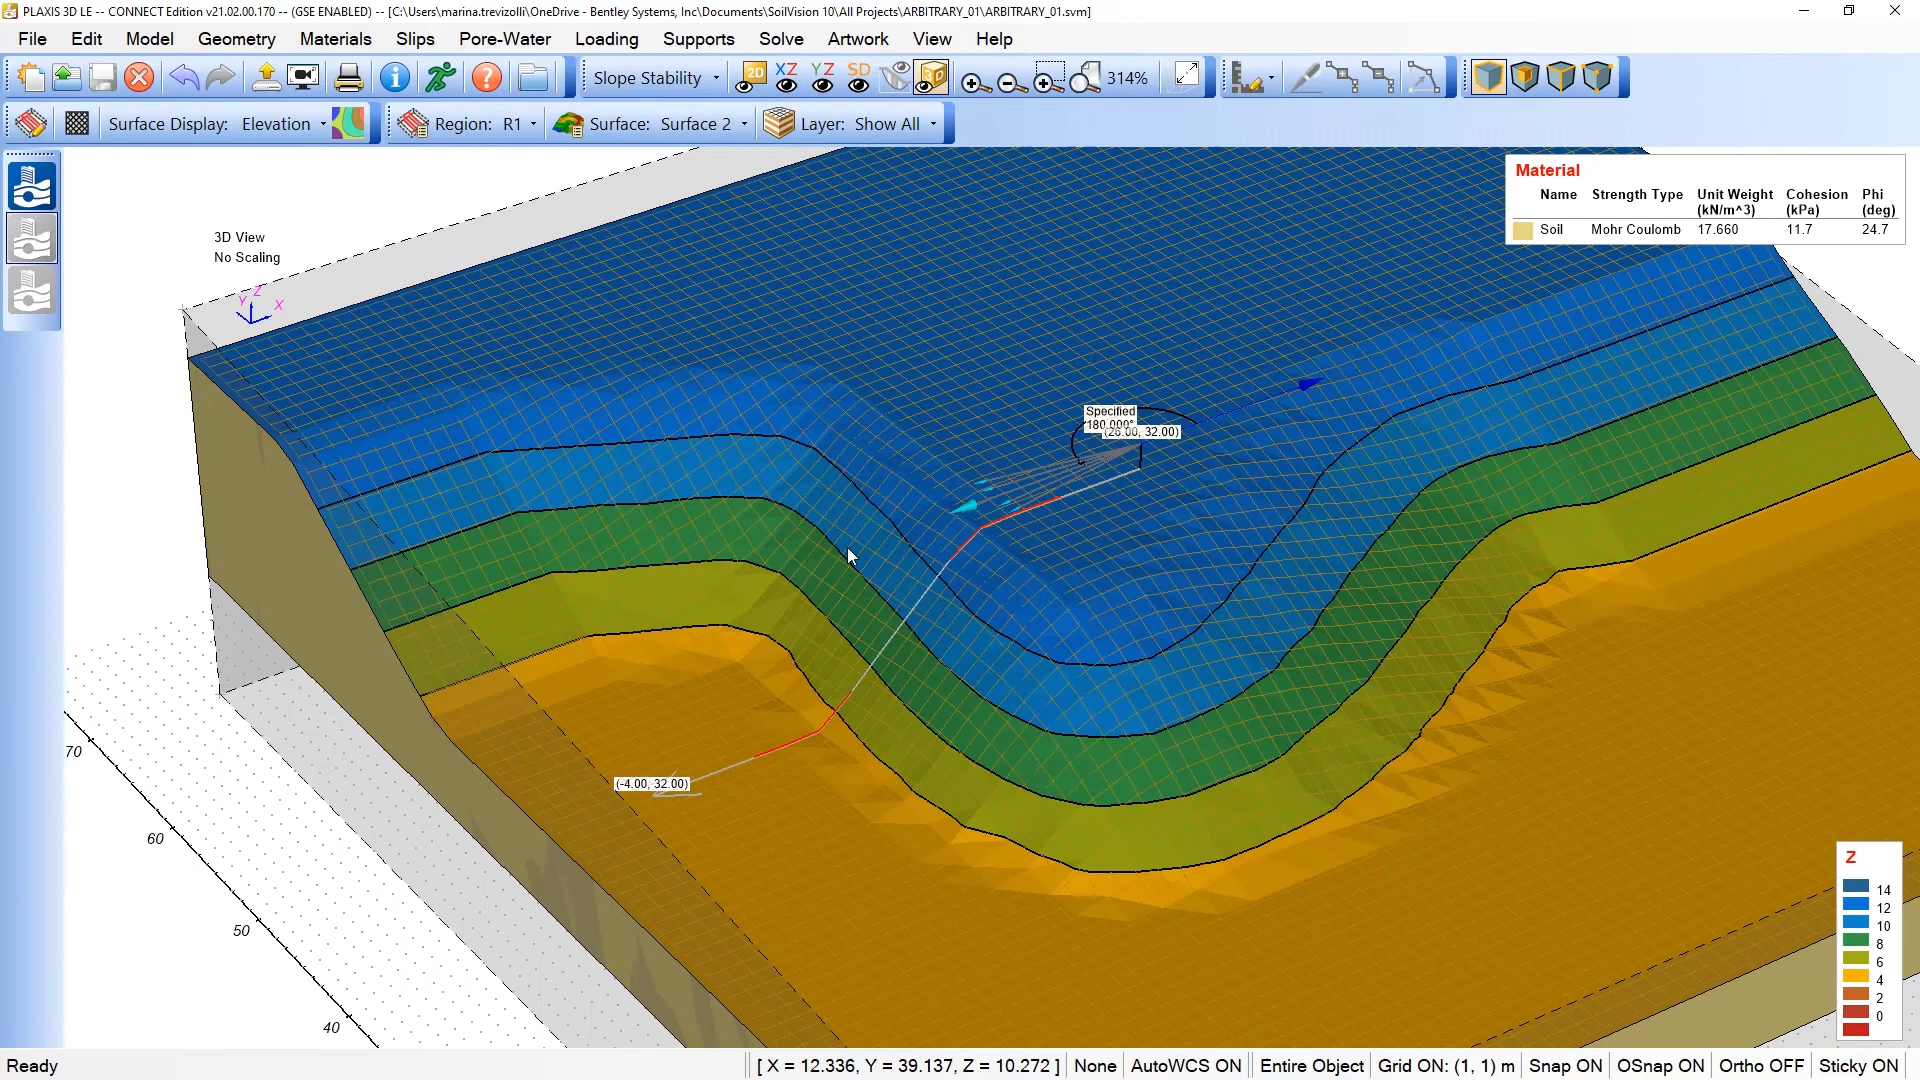 PLAXIS 3D LE -- CONNECT Edition v21.02.00.170 -- (GSE ENABLED) -- [C:\Users\marina.trevizolli\OneDrive - Bentley Systems, Inc\Documents\SoilVision 10\All Projects\ARBITRARY_01\ARBITRARY_01.svm]
File Edit Model Geometry Materials Slips Pore-Water Loading Supports Solve Artwork View Help
Slope Stability 2D XZ YZ SD 3D 314%
Surface Display: Elevation Region: R1 Surface: Surface 2 Layer: Show All
Material
Name Strength Type Unit Weight Cohesion Phi
(kN/m^3) (kPa) (deg)
Soil Mohr Coulomb 17.660 11.7 24.7
3D View
No Scaling
Y Z X
Specified
180.000°
(26.00, 32.00)
(-4.00, 32.00)
70
60
50
40
Z
14
12
10
8
6
4
2
0
Ready [ X = 12.336, Y = 39.137, Z = 10.272 ] None AutoWCS ON Entire Object Grid ON: (1, 1) m Snap ON OSnap ON Ortho OFF Sticky ON